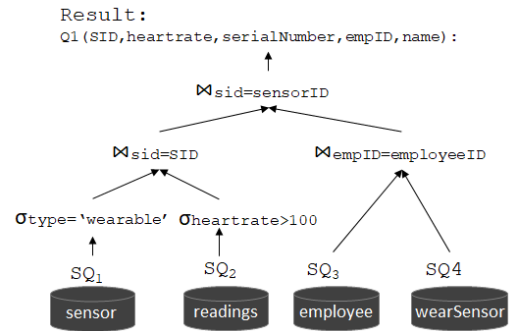 Result:
Q1(SID,heartrate,serialNumber,empID,name):
⋈sid=sensorID
⋈sid=SID
⋈empID=employeeID
σtype=‘wearable’
σheartrate>100
SQ1
SQ2
SQ3
SQ4
sensor
readings
employee
wearSensor